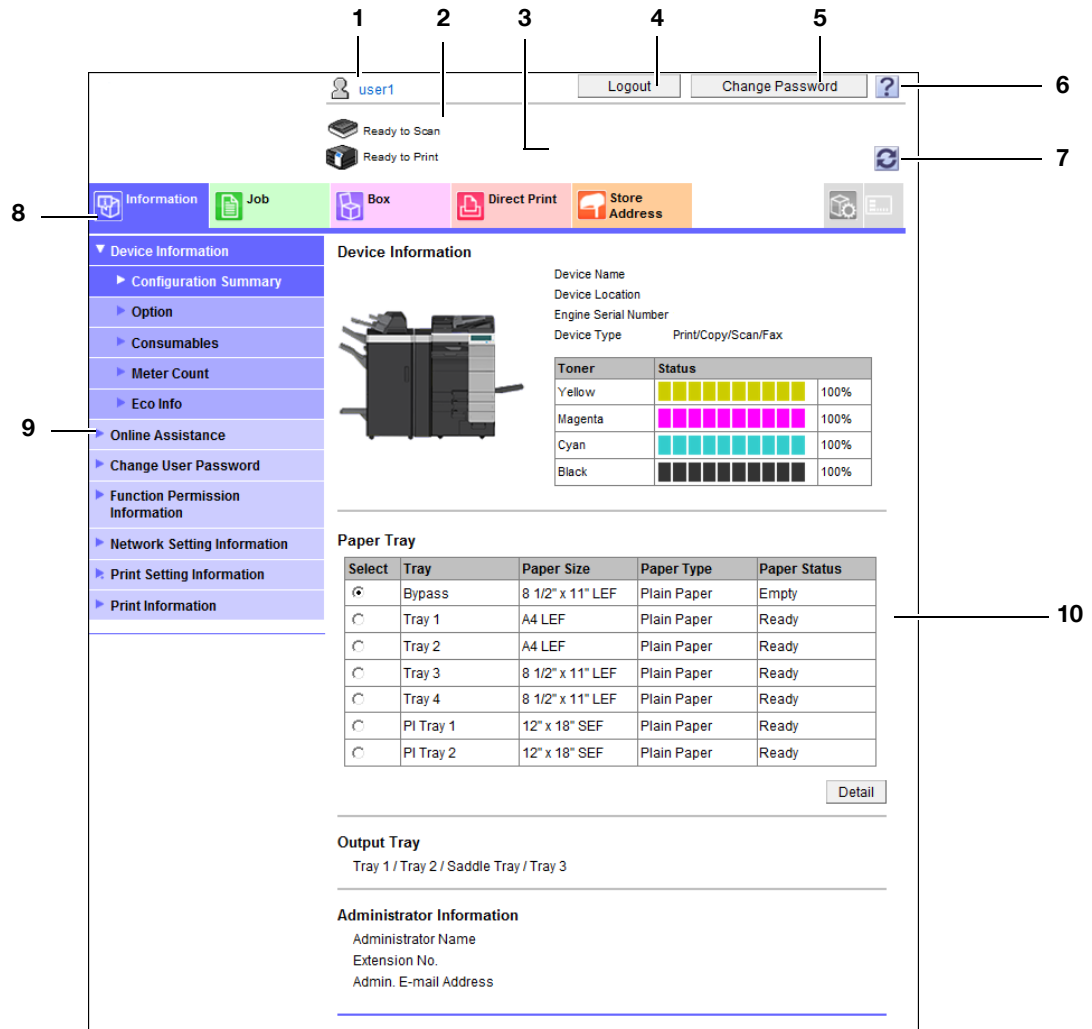 1 2 3 4 5
user1 Logout Change Password ? 6
Ready to Scan
Ready to Print 7
8 Information Job Box Direct Print Store Address
Device Information
Configuration Summary
Option
Consumables
Meter Count
Eco Info
9 Online Assistance
Change User Password
Function Permission
Information
Network Setting Information
Print Setting Information
Print Information
Device Information
Device Name
Device Location
Engine Serial Number
Device Type Print/Copy/Scan/Fax
Toner Status
Yellow 100%
Magenta 100%
Cyan 100%
Black 100%
Paper Tray
Select Tray Paper Size Paper Type Paper Status
Bypass 8 1/2" x 11" LEF Plain Paper Empty
Tray 1 A4 LEF Plain Paper Ready
10
Tray 2 A4 LEF Plain Paper Ready
Tray 3 8 1/2" x 11" LEF Plain Paper Ready
Tray 4 8 1/2" x 11" LEF Plain Paper Ready
PI Tray 1 12" x 18" SEF Plain Paper Ready
PI Tray 2 12" x 18" SEF Plain Paper Ready
Detail
Output Tray
Tray 1 / Tray 2 / Saddle Tray / Tray 3
Administrator Information
Administrator Name
Extension No.
Admin. E-mail Address